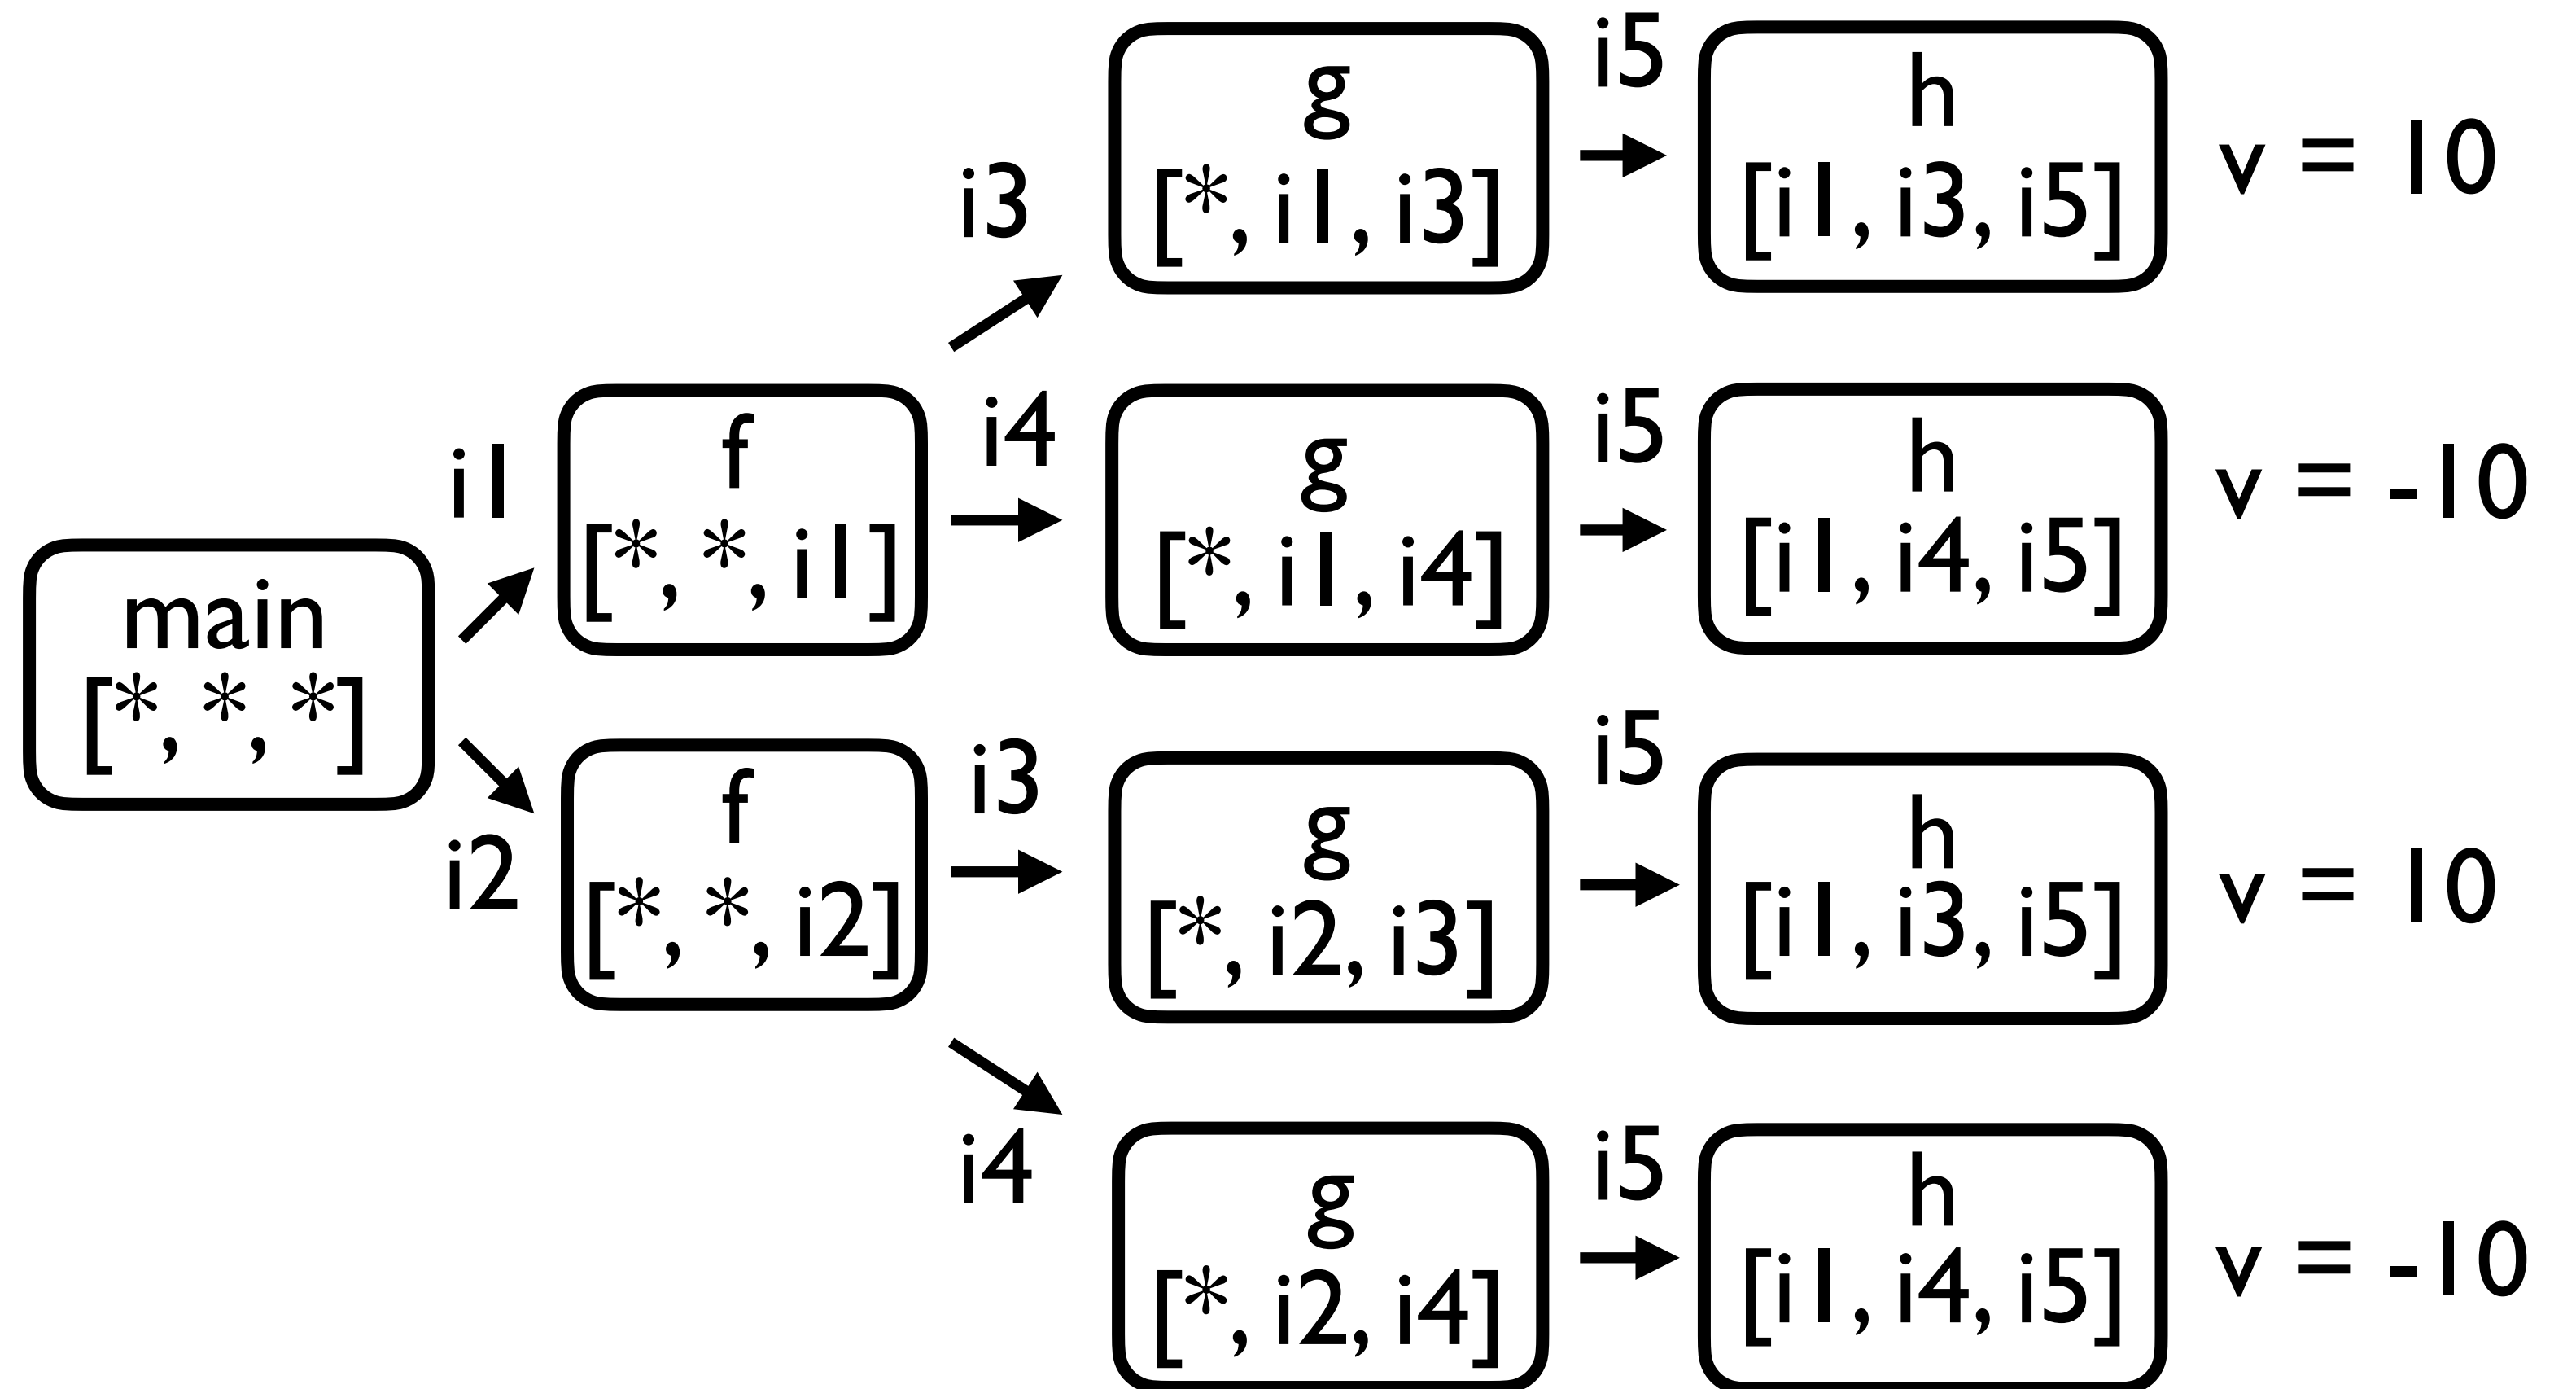 main
[*, *, *]
i1
i2
f
[*, *, i1]
f
[*, *, i2]
i3
i4
i3
i4
g
[*, i1, i3]
g
[*, i1, i4]
g
[*, i2, i3]
g
[*, i2, i4]
i5
i5
i5
i5
h
[i1, i3, i5]
h
[i1, i4, i5]
h
[i1, i3, i5]
h
[i1, i4, i5]
v = 10
v = -10
v = 10
v = -10